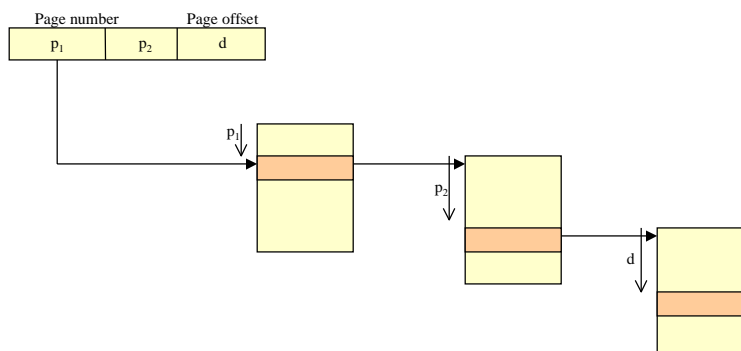 Page number Page offset
p₁ p₂ d
p₁
p₂
d